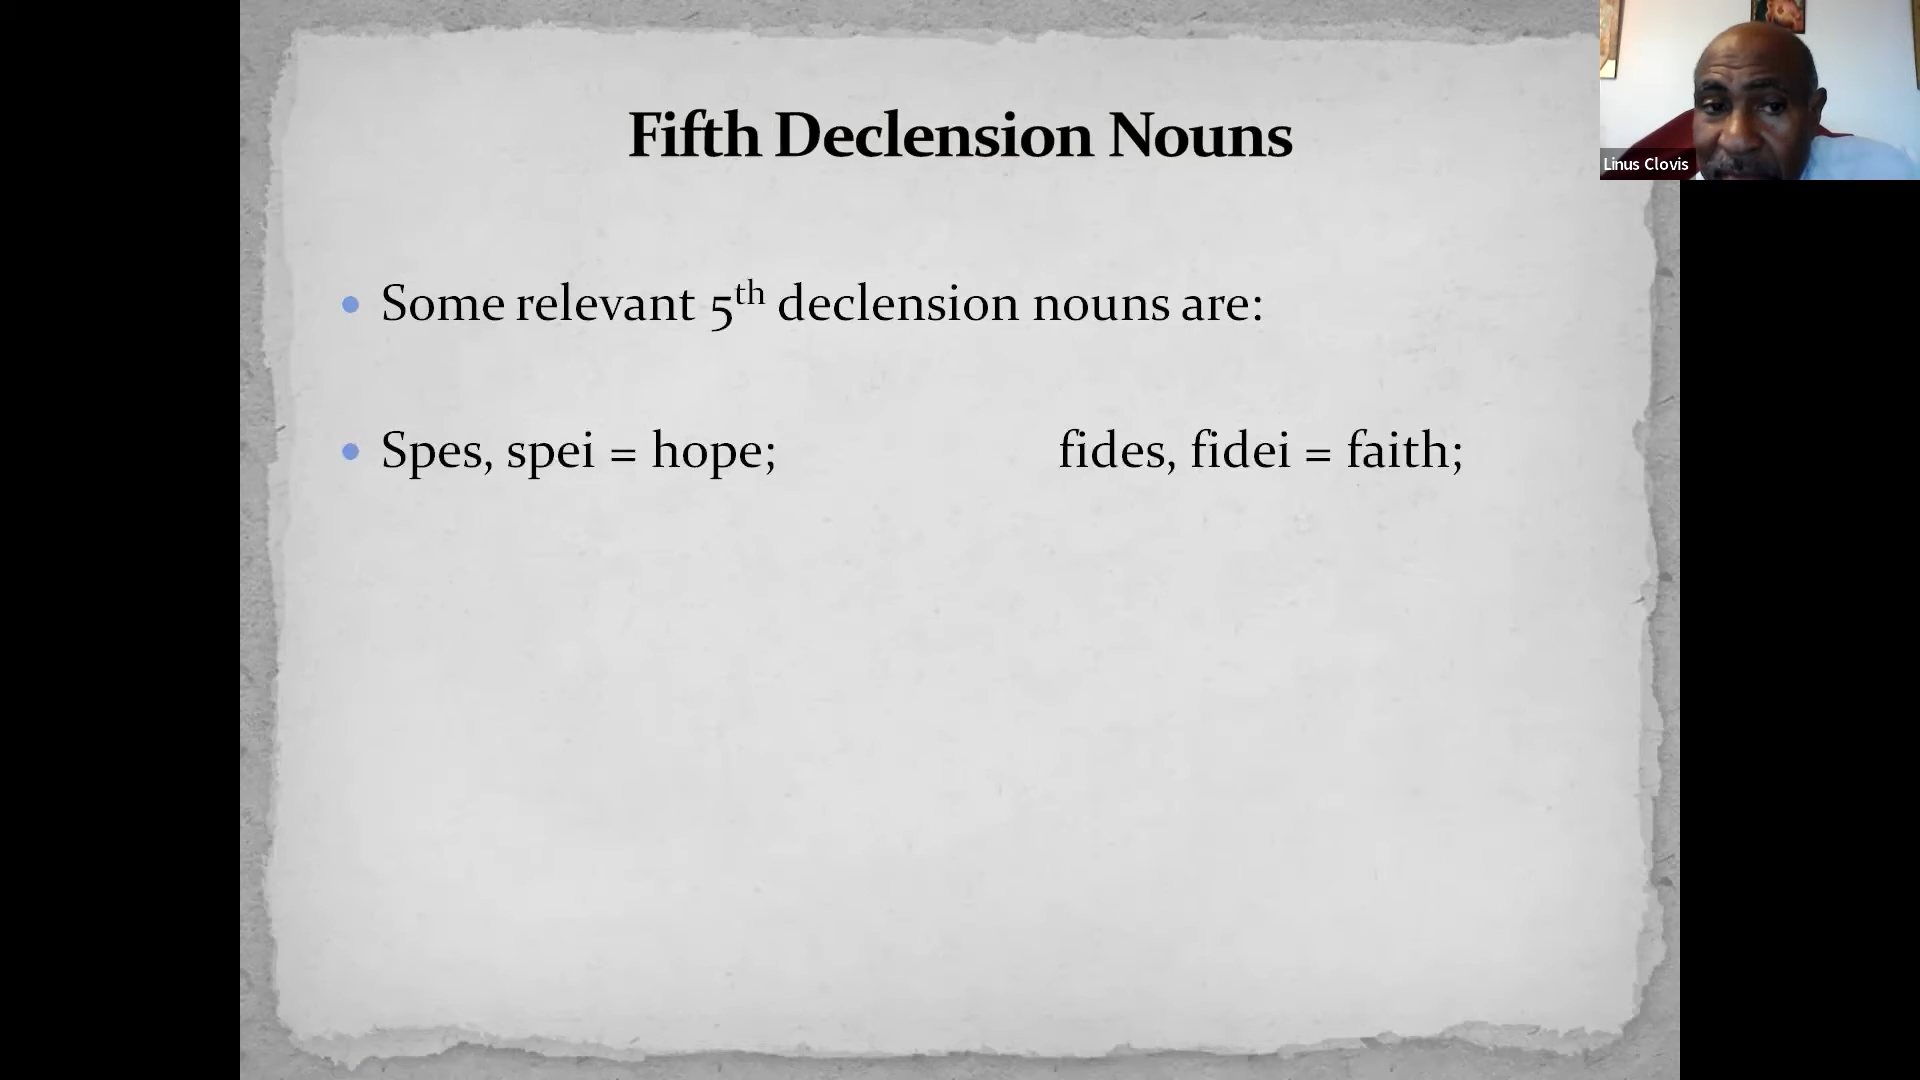 Fifth Declension Nouns
Linus Clovis
• Some relevant 5th declension nouns are:
• Spes, spei = hope; fides, fidei = faith;